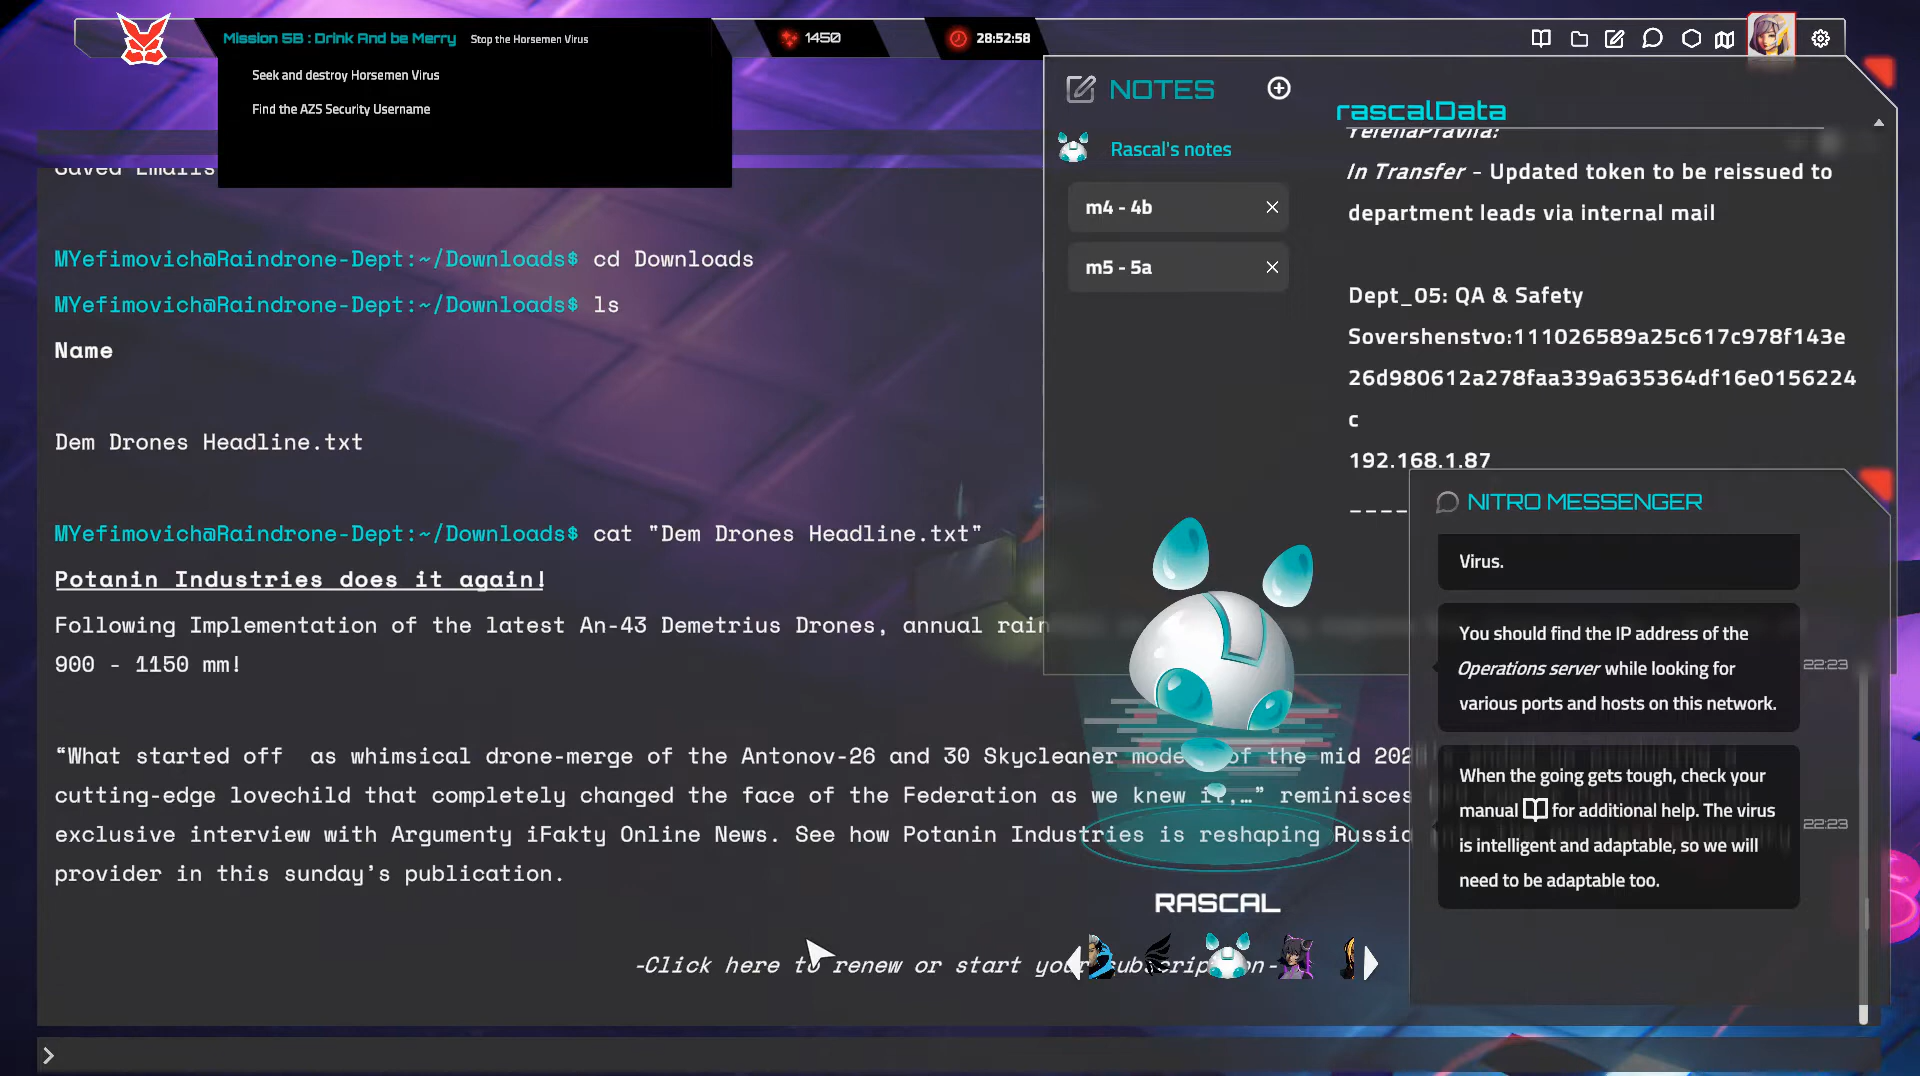 Mission 5B : Drink And be Merry Stop the Horsemen Virus
Seek and destroy Horsemen Virus
Find the AZS Security Username
1450
28:52:58
Saved Emails
MYefimovich@Raindrone-Dept:~/Downloads$ cd Downloads
MYefimovich@Raindrone-Dept:~/Downloads$ ls
Name
Dem Drones Headline.txt
MYefimovich@Raindrone-Dept:~/Downloads$ cat "Dem Drones Headline.txt"
Potanin Industries does it again!
Following Implementation of the latest An-43 Demetrius Drones, annual rain
900 - 1150 mm!
“What started off  as whimsical drone-merge of the Antonov-26 and 30 Skycleaner of the mid 202
cutting-edge lovechild that completely changed the face of the Federation as we knew it,…” reminisces
exclusive interview with Argumenty iFakty Online News. See how Potanin Industries is reshaping Russia
provider in this sunday’s publication.
-Click here to renew or start your subscription-
>
NOTES
Rascal's notes
m4 - 4b
m5 - 5a
rascalData
YelenaPravila:
In Transfer - Updated token to be reissued to
department leads via internal mail
Dept_05: QA & Safety
Sovershenstvo:111026589a25c617c978f143e
26d980612a278faa339a635364df16e0156224
c
192.168.1.87
----
RASCAL
NITRO MESSENGER
Virus.
You should find the IP address of the
Operations server while looking for
various ports and hosts on this network.
22:23
When the going gets tough, check your
manual for additional help. The virus
is intelligent and adaptable, so we will
need to be adaptable too.
22:23